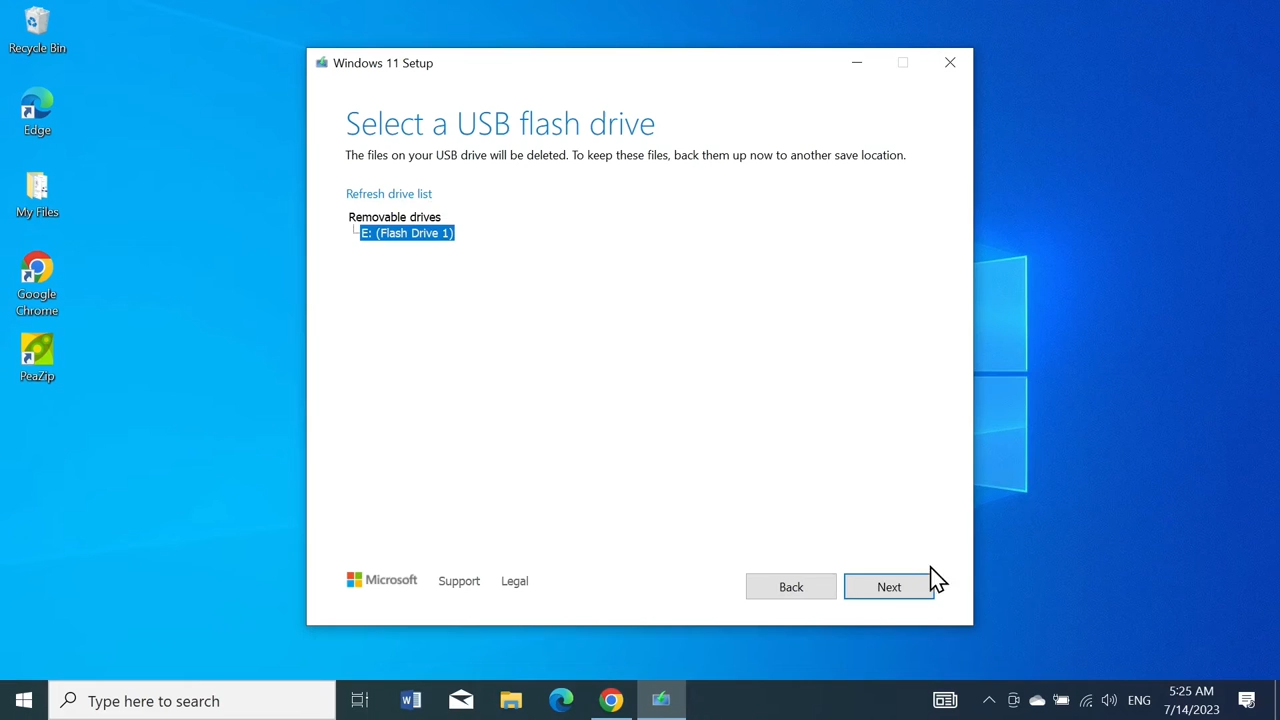 Recycle Bin
Edge
My Files
Google
Chrome
PeaZip
Windows 11 Setup
Select a USB flash drive
The files on your USB drive will be deleted. To keep these files, back them up now to another save location.
Refresh drive list
Removable drives
E: (Flash Drive 1)
Microsoft
Support
Legal
Back
Next
Type here to search
W
ENG
5:25 AM
7/14/2023